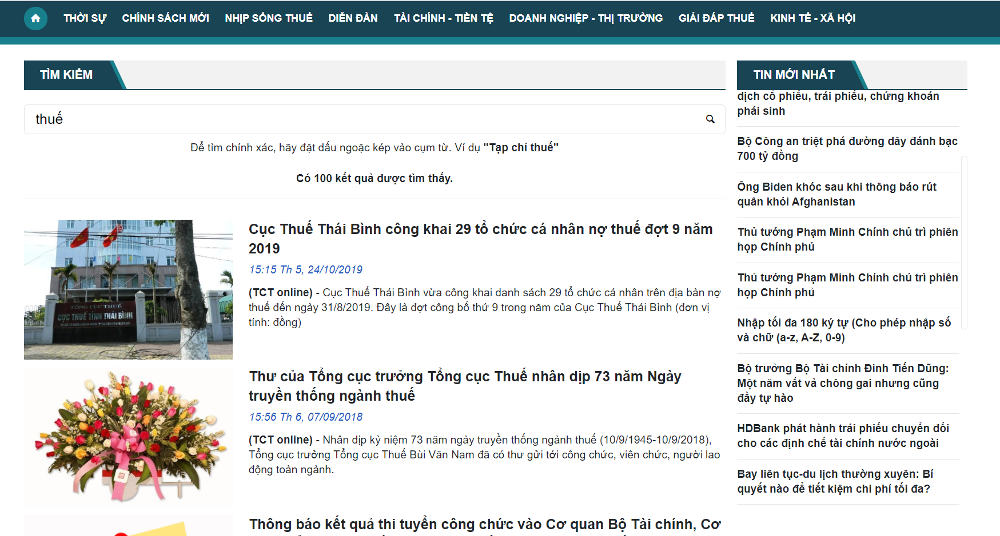 THỜI SỰ CHÍNH SÁCH MỚI NHỊP SỐNG THUẾ DIỄN ĐÀN TÀI CHÍNH - TIỀN TỆ DOANH NGHIỆP - THỊ TRƯỜNG GIẢI ĐÁP THUẾ KINH TẾ - XÃ HỘI
TÌM KIẾM
thuế
Để tìm chính xác, hãy đặt dấu ngoặc kép vào cụm từ. Ví dụ "Tạp chí thuế"
Có 100 kết quả được tìm thấy.
TỔNG CỤC THUẾ
CỤC THUẾ TỈNH THÁI BÌNH
Cục Thuế Thái Bình công khai 29 tổ chức cá nhân nợ thuế đợt 9 năm
2019
15:15 Th 5, 24/10/2019
(TCT online) - Cục Thuế Thái Bình vừa công khai danh sách 29 tổ chức cá nhân trên địa bàn nợ
thuế đến ngày 31/8/2019. Đây là đợt công bố thứ 9 trong năm của Cục Thuế Thái Bình (đơn vị
tính: đồng)
Thư của Tổng cục trưởng Tổng cục Thuế nhân dịp 73 năm Ngày
truyền thống ngành thuế
15:56 Th 6, 07/09/2018
(TCT online) - Nhân dịp kỷ niệm 73 năm ngày truyền thống ngành thuế (10/9/1945-10/9/2018),
Tổng cục trưởng Tổng cục Thuế Bùi Văn Nam đã có thư gửi tới công chức, viên chức, người lao
động toàn ngành.
Thông báo kết quả thi tuyển công chức vào Cơ quan Bộ Tài chính, Cơ
TIN MỚI NHẤT
dịch cổ phiếu, trái phiếu, chứng khoán
phái sinh
Bộ Công an triệt phá đường dây đánh bạc
700 tỷ đồng
Ông Biden khóc sau khi thông báo rút
quân khỏi Afghanistan
Thủ tướng Phạm Minh Chính chủ trì phiên
họp Chính phủ
Thủ tướng Phạm Minh Chính chủ trì phiên
họp Chính phủ
Nhập tối đa 180 ký tự (Cho phép nhập số
và chữ (a-z, A-Z, 0-9)
Bộ trưởng Bộ Tài chính Đinh Tiến Dũng:
Một năm vất vả chông gai nhưng cũng
đầy tự hào
HDBank phát hành trái phiếu chuyển đổi
cho các định chế tài chính nước ngoài
Bay liên tục-du lịch thường xuyên: Bí
quyết nào để tiết kiệm chi phí tối đa?